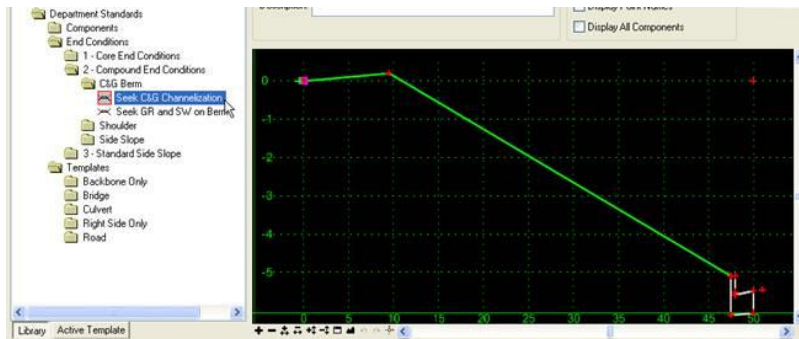 Department Standards
Components
End Conditions
1 - Core End Conditions
2 - Compound End Conditions
C&G Berm
Seek C&G Channelization
Seek GR and SW on Berm
Shoulder
Side Slope
3 - Standard Side Slope
Templates
Backbone Only
Bridge
Culvert
Right Side Only
Road
Library
Active Template
Description:
Display Point Names
Display All Components
0
-1
-2
-3
-4
-5
0 5 10 15 20 25 30 35 40 45 50